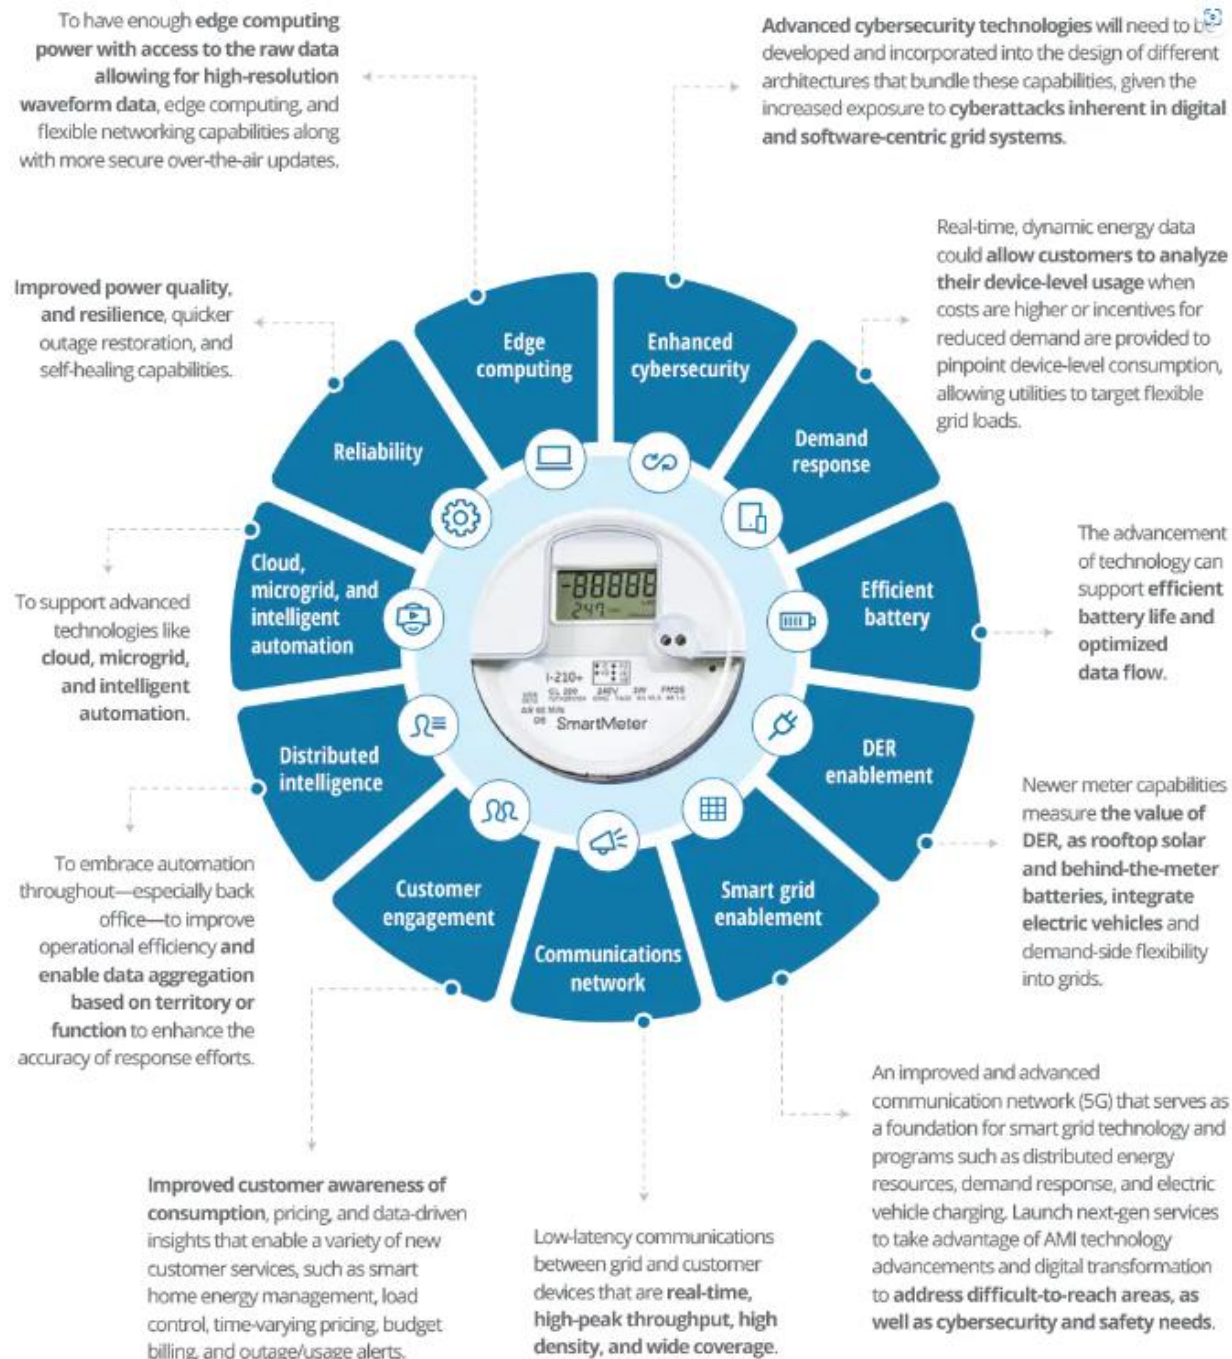 To have enough edge computing
power with access to the raw data
allowing for high-resolution
waveform data, edge computing, and
flexible networking capabilities along
with more secure over-the-air updates.
Advanced cybersecurity technologies will need to be
developed and incorporated into the design of different
architectures that bundle these capabilities, given the
increased exposure to cyberattacks inherent in digital
and software-centric grid systems.
Real-time, dynamic energy data
could allow customers to analyze
their device-level usage when
costs are higher or incentives for
reduced demand are provided to
pinpoint device-level consumption,
allowing utilities to target flexible
grid loads.
Improved power quality,
and resilience, quicker
outage restoration, and
self-healing capabilities.
Edge
computing
Enhanced
cybersecurity
Reliability
Demand
response
Cloud,
microgrid, and
intelligent
automation
Efficient
battery
The advancement
of technology can
support efficient
battery life and
optimized
data flow.
To support advanced
technologies like
cloud, microgrid,
and intelligent
automation.
I-210+
CL 200 240V 3W
SmartMeter
Distributed
intelligence
DER
enablement
Newer meter capabilities
measure the value of
DER, as rooftop solar
and behind-the-meter
batteries, integrate
electric vehicles and
demand-side flexibility
into grids.
To embrace automation
throughout—especially back
office—to improve
operational efficiency and
enable data aggregation
based on territory or
function to enhance the
accuracy of response efforts.
Customer
engagement
Smart grid
enablement
Communications
network
An improved and advanced
communication network (5G) that serves as
a foundation for smart grid technology and
programs such as distributed energy
resources, demand response, and electric
vehicle charging. Launch next-gen services
to take advantage of AMI technology
advancements and digital transformation
to address difficult-to-reach areas, as
well as cybersecurity and safety needs.
Improved customer awareness of
consumption, pricing, and data-driven
insights that enable a variety of new
customer services, such as smart
home energy management, load
control, time-varying pricing, budget
billing, and outage/usage alerts.
Low-latency communications
between grid and customer
devices that are real-time,
high-peak throughput, high
density, and wide coverage.